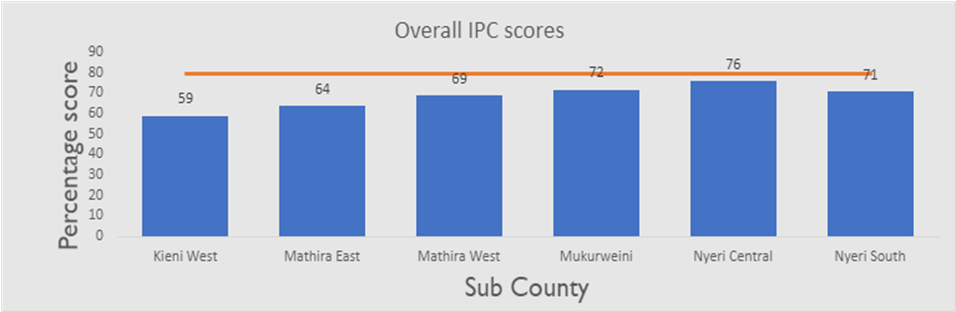 Overall IPC scores
Percentage score
90
80
70
60
50
40
30
20
10
0
59
64
69
72
76
71
Kieni West
Mathira East
Mathira West
Mukurweini
Nyeri Central
Nyeri South
Sub County